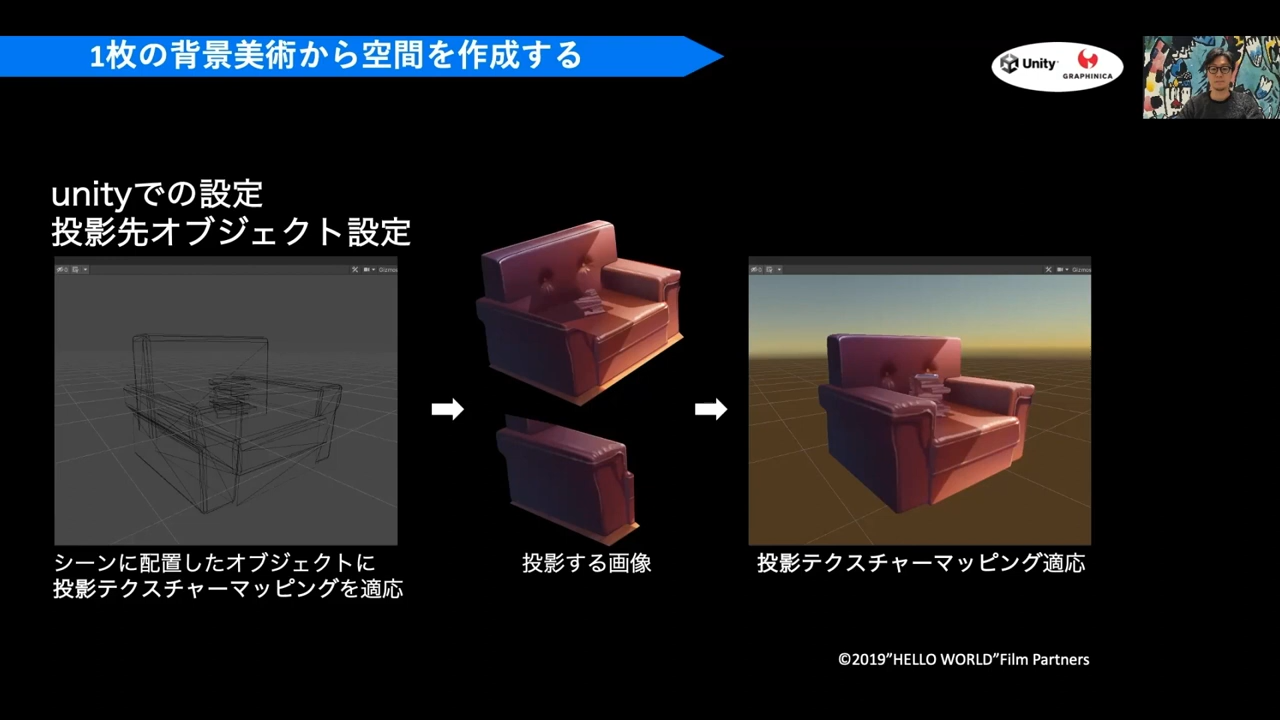 1枚の背景美術から空間を作成する
Unity
GRAPHINICA
unityでの設定
投影先オブジェクト設定
Gizmos
Gizmos
シーンに配置したオブジェクトに
投影テクスチャーマッピングを適応
投影する画像
投影テクスチャーマッピング適応
©2019”HELLO WORLD”Film Partners